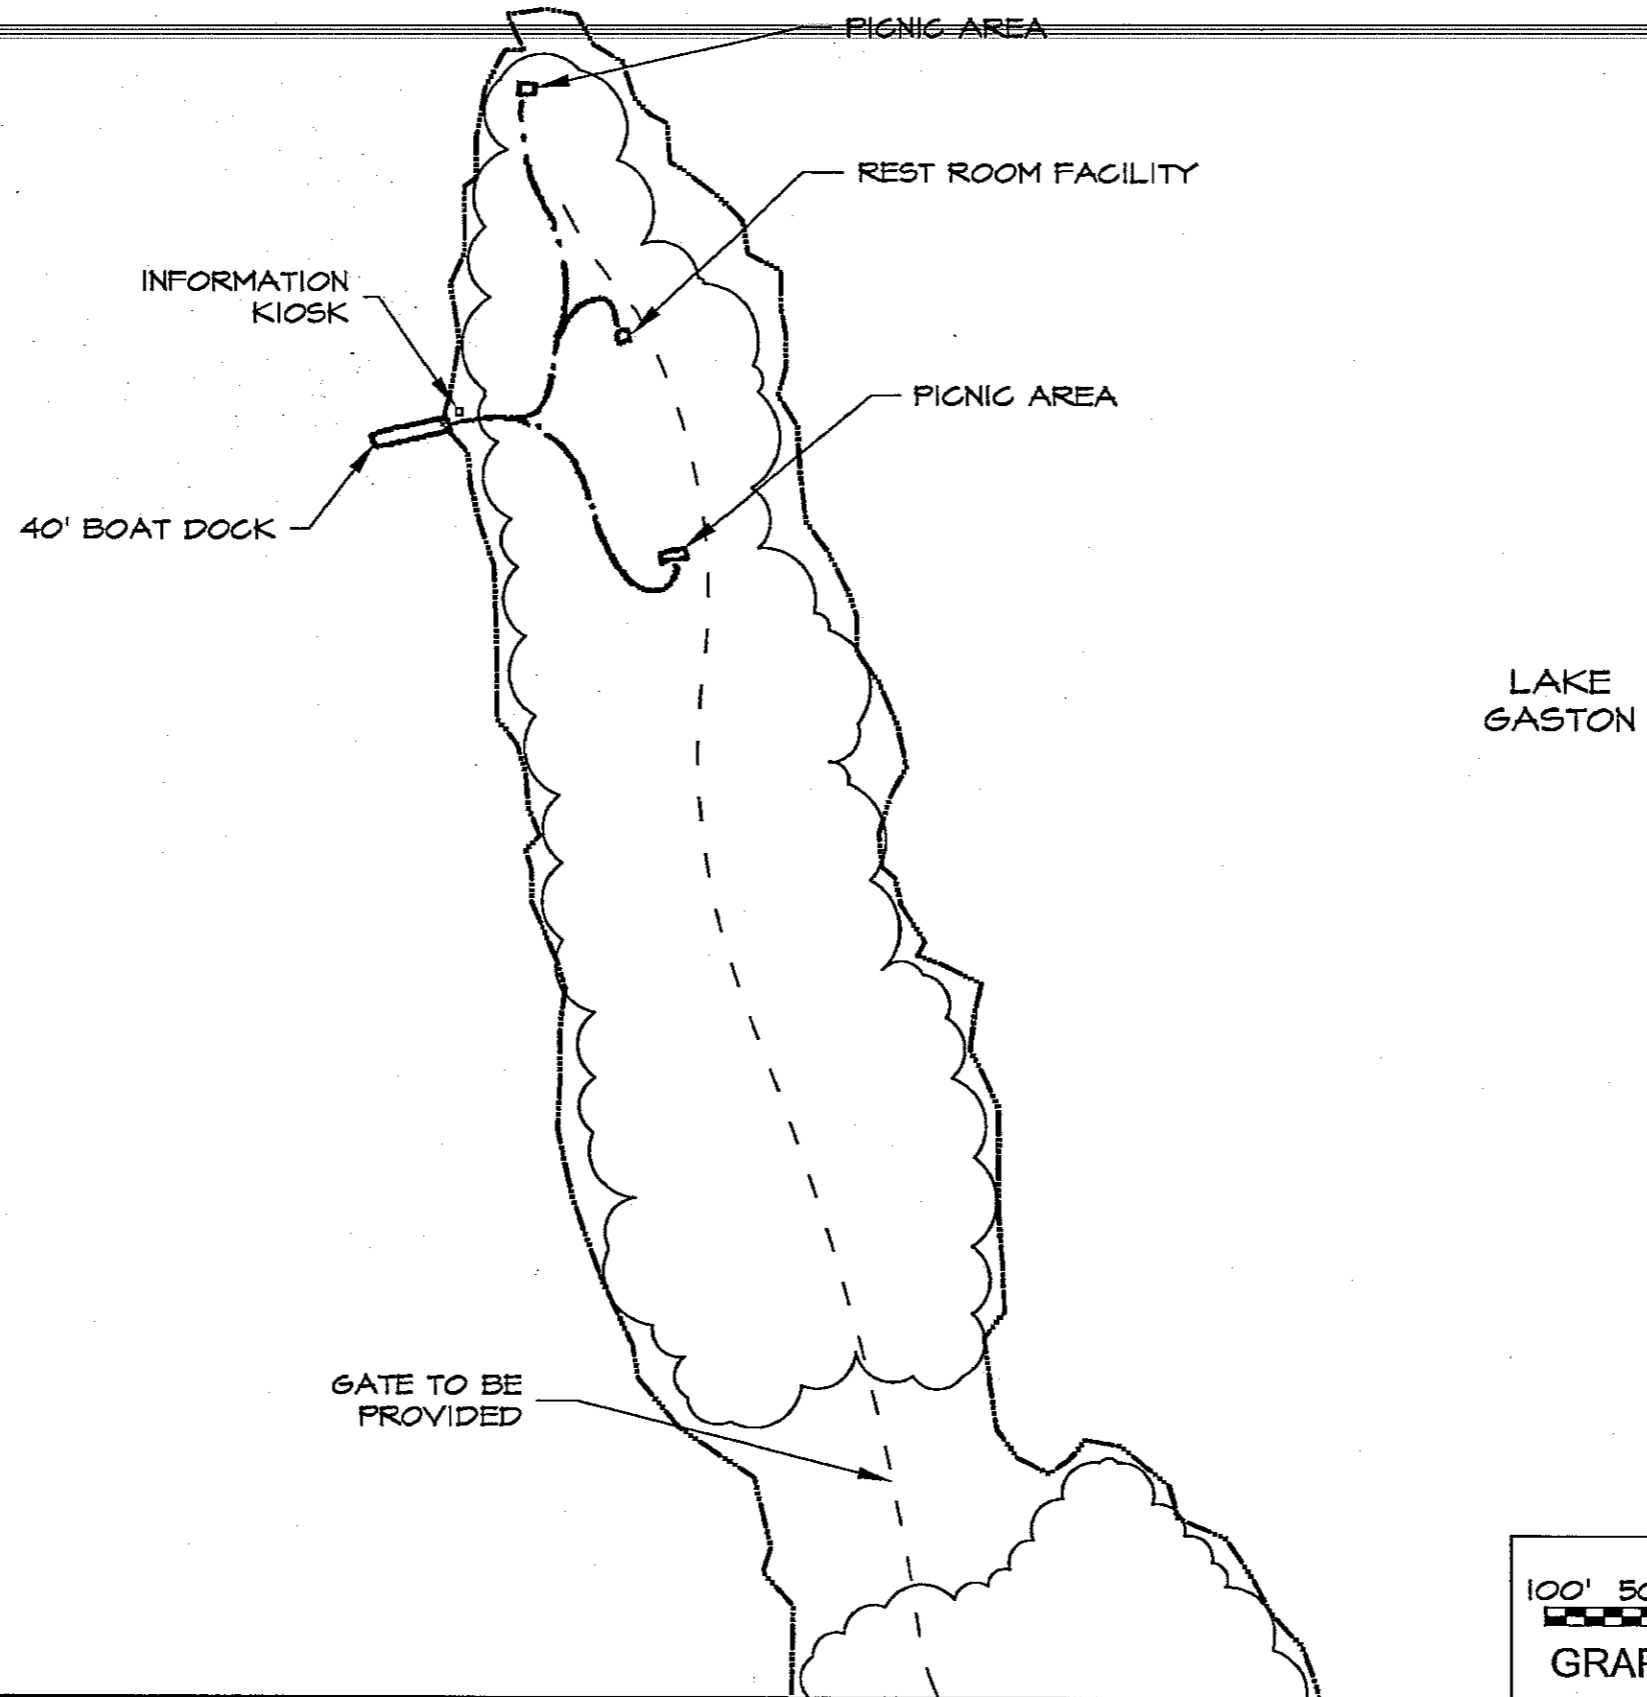 PICNIC AREA
REST ROOM FACILITY
INFORMATION
KIOSK
PICNIC AREA
40' BOAT DOCK
LAKE
GASTON
GATE TO BE
PROVIDED
100'